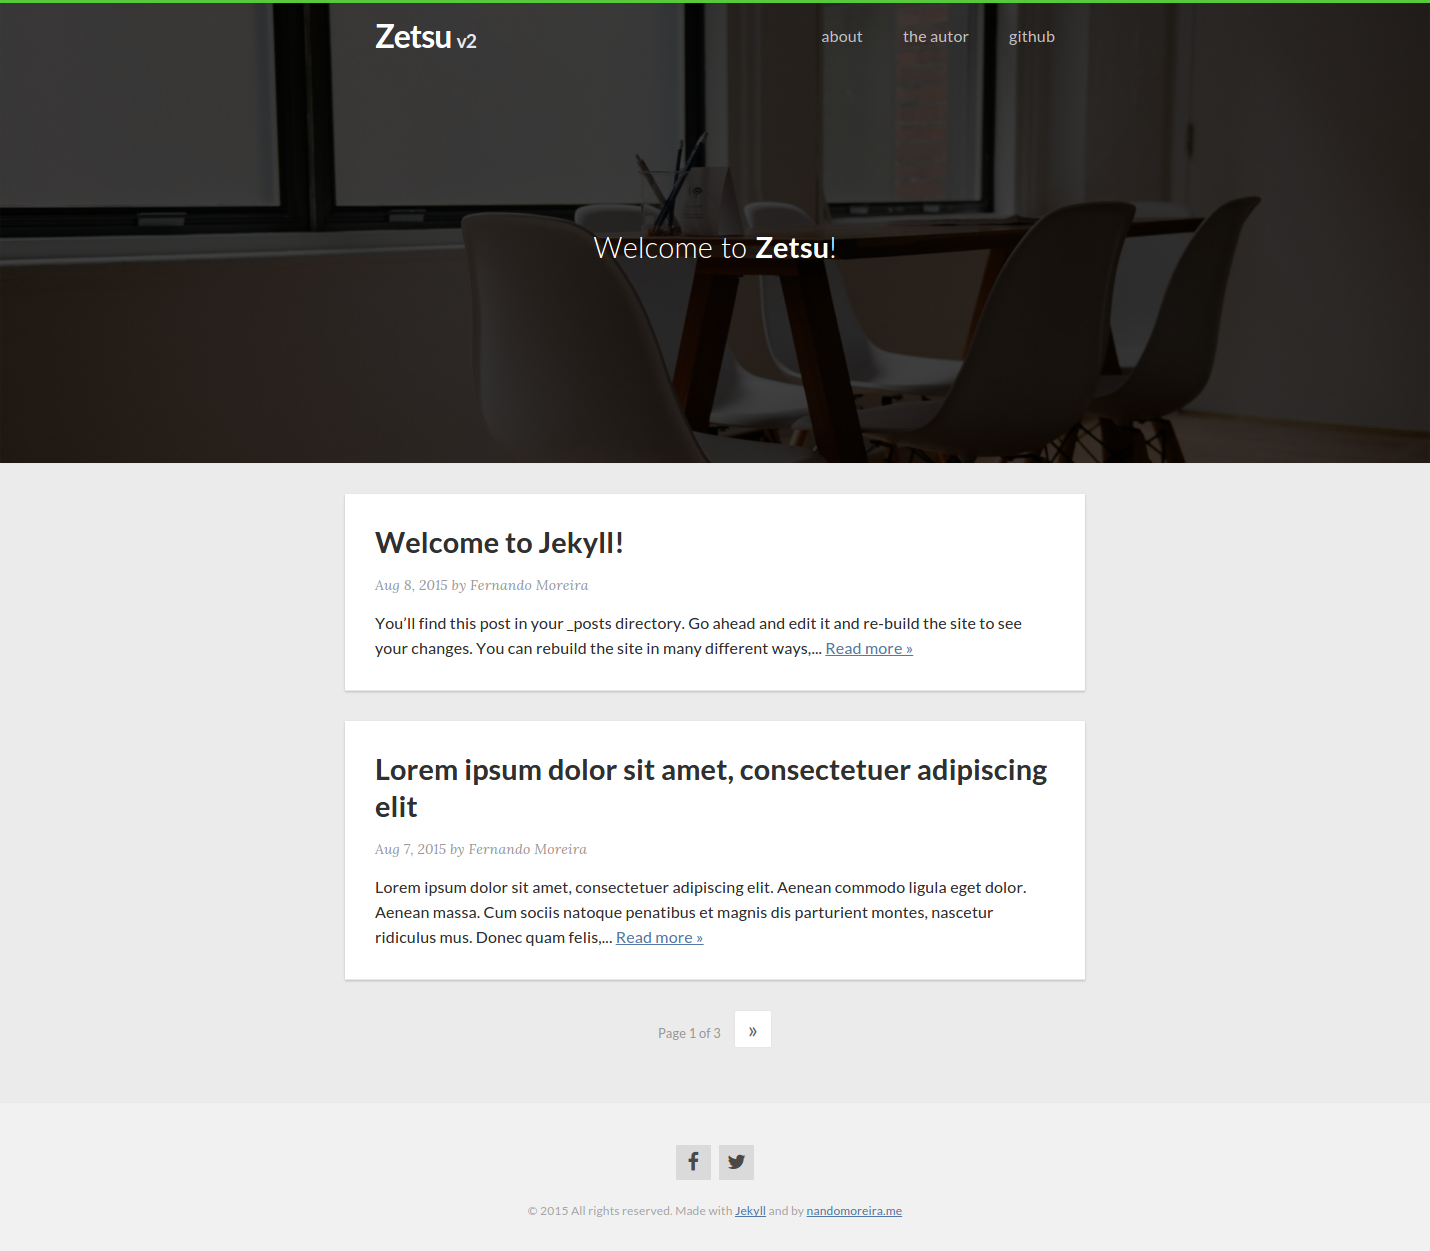 Zetsu v2
about the autor github
Welcome to Zetsu!
Welcome to Jekyll!
Aug 8, 2015 by Fernando Moreira
You’ll find this post in your _posts directory. Go ahead and edit it and re-build the site to see
your changes. You can rebuild the site in many different ways,... Read more »
Lorem ipsum dolor sit amet, consectetuer adipiscing
elit
Aug 7, 2015 by Fernando Moreira
Lorem ipsum dolor sit amet, consectetuer adipiscing elit. Aenean commodo ligula eget dolor.
Aenean massa. Cum sociis natoque penatibus et magnis dis parturient montes, nascetur
ridiculus mus. Donec quam felis,... Read more »
Page 1 of 3 »
© 2015 All rights reserved. Made with Jekyll and by nandomoreira.me